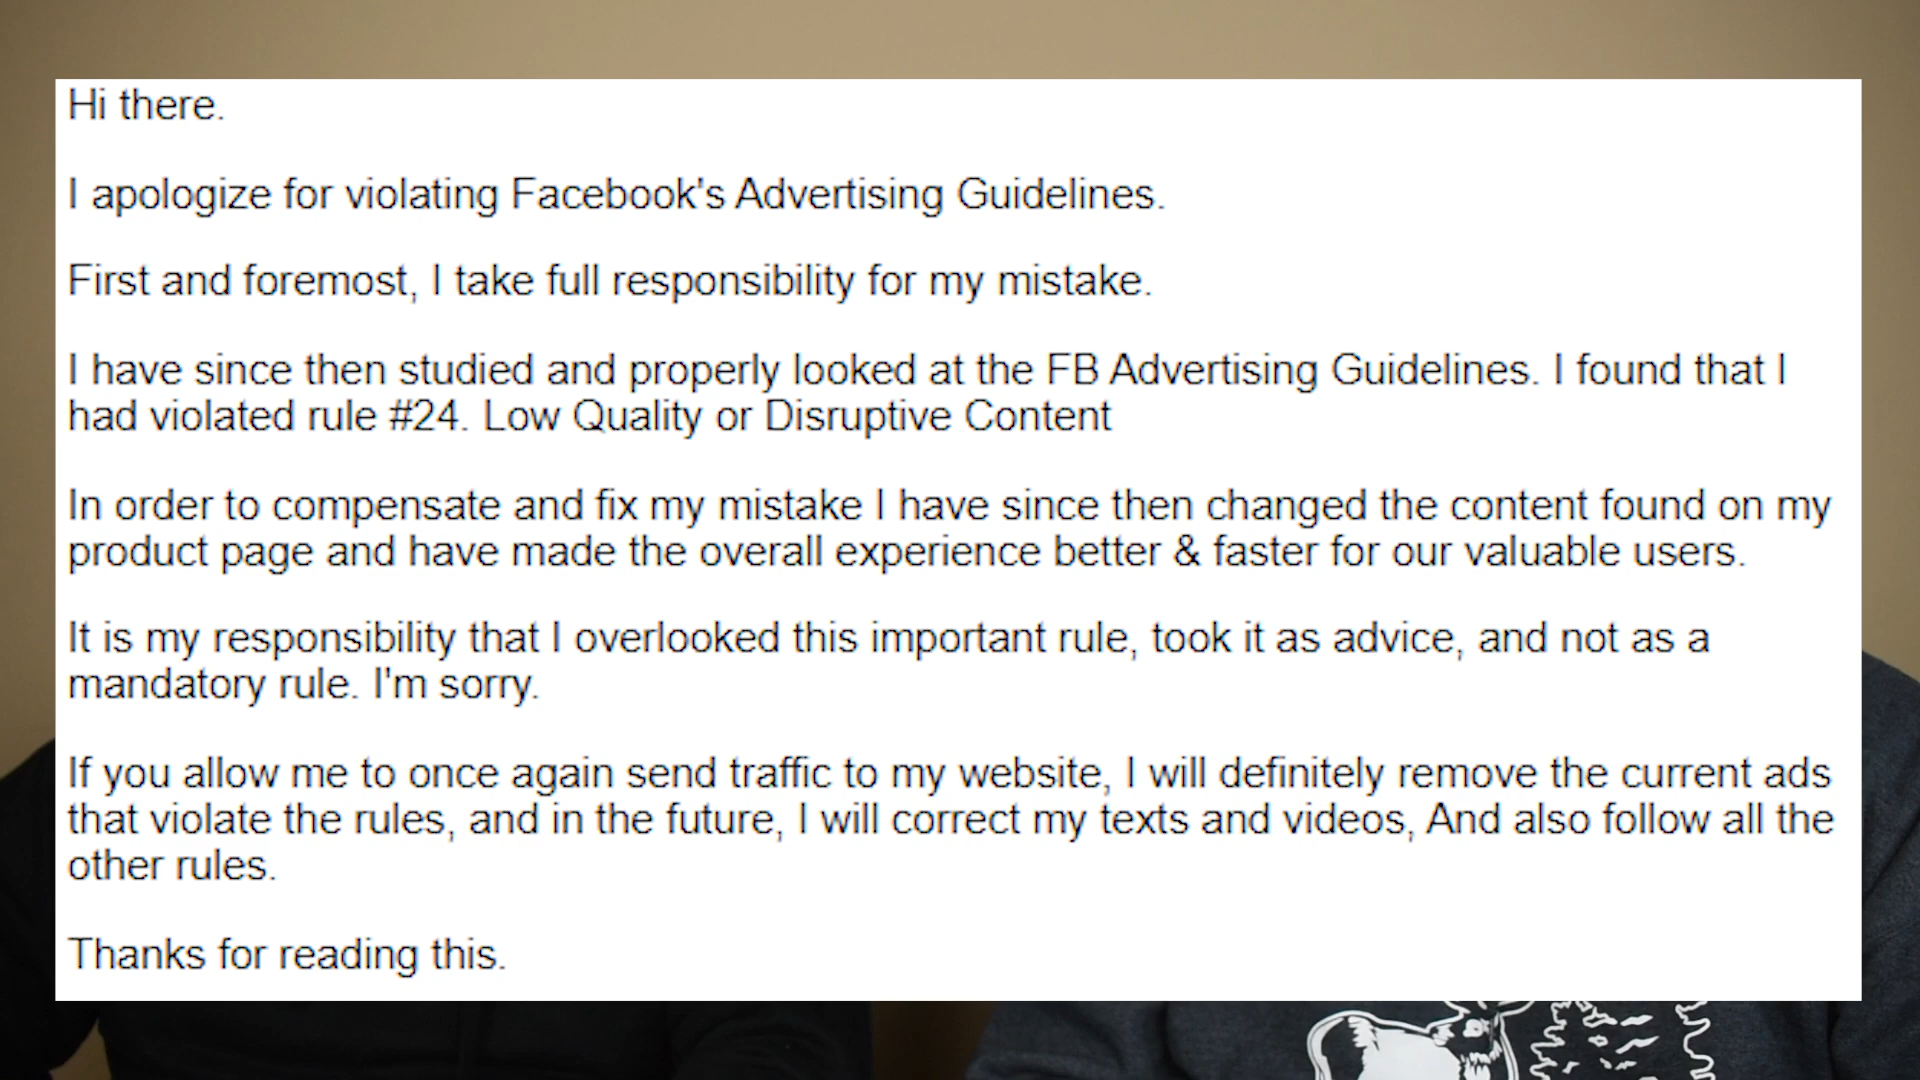 Hi there.
I apologize for violating Facebook's Advertising Guidelines.
First and foremost, I take full responsibility for my mistake.
I have since then studied and properly looked at the FB Advertising Guidelines. I found that I
had violated rule #24. Low Quality or Disruptive Content
In order to compensate and fix my mistake I have since then changed the content found on my
product page and have made the overall experience better & faster for our valuable users.
It is my responsibility that I overlooked this important rule, took it as advice, and not as a
mandatory rule. I'm sorry.
If you allow me to once again send traffic to my website, I will definitely remove the current ads
that violate the rules, and in the future, I will correct my texts and videos, And also follow all the
other rules.
Thanks for reading this.